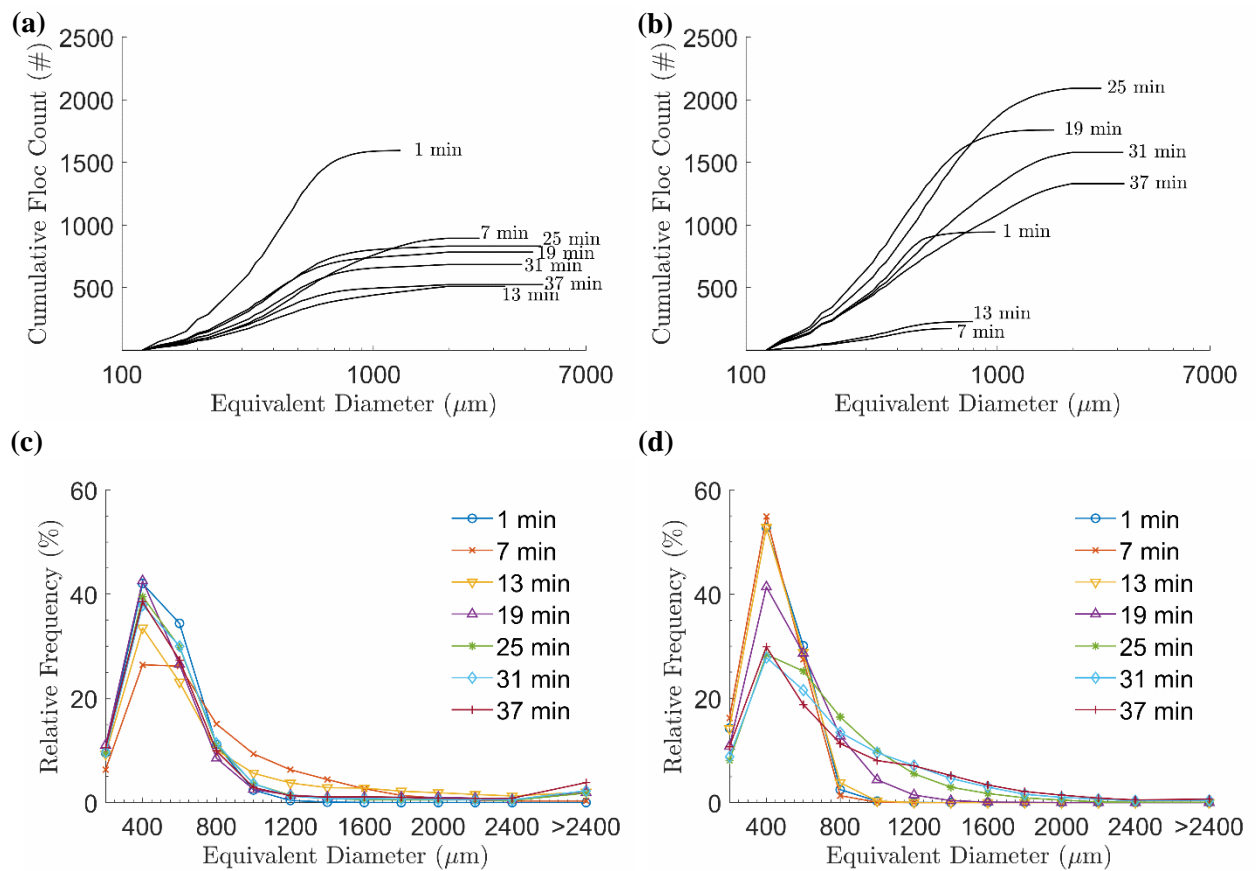 (a)
Cumulative Floc Count (#)
2500
2000
1500
1000
500
100
1000
7000
Equivalent Diameter (μm)
1 min
7 min
25 min
19 min
31 min
37 min
13 min
(b)
Cumulative Floc Count (#)
2500
2000
1500
1000
500
100
1000
7000
Equivalent Diameter (μm)
25 min
19 min
31 min
37 min
1 min
13 min
7 min
(c)
Relative Frequency (%)
60
40
20
0
400
800
1200
1600
2000
2400
>2400
Equivalent Diameter (μm)
1 min
7 min
13 min
19 min
25 min
31 min
37 min
(d)
Relative Frequency (%)
60
40
20
0
400
800
1200
1600
2000
2400
>2400
Equivalent Diameter (μm)
1 min
7 min
13 min
19 min
25 min
31 min
37 min